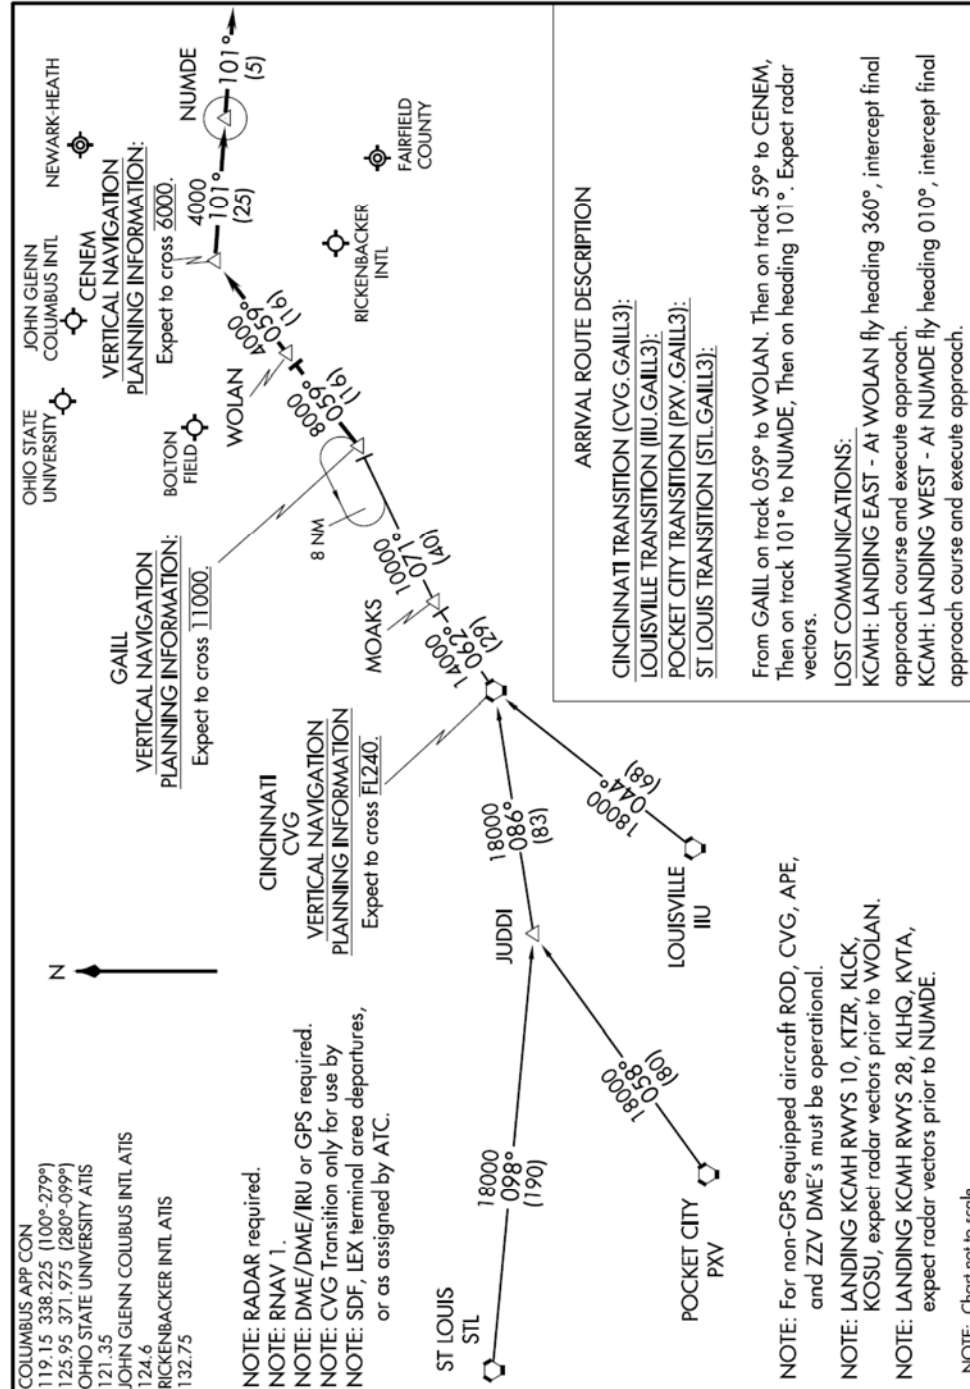 COLUMBUS APP CON
119.15 338.225 (100°-279°)
125.95 371.975 (280°-099°)
OHIO STATE UNIVERSITY ATIS
121.35
JOHN GLENN COLUBUS INTL ATIS
124.6
RICKENBACKER INTL ATIS
132.75
N
NOTE: RADAR required.
NOTE: RNAV 1.
NOTE: DME/DME/IRU or GPS required.
NOTE: CVG Transition only for use by
NOTE: SDF, LEX terminal area departures,
or as assigned by ATC.
ST LOUIS
STL
18000
098°
(190)
POCKET CITY
PXV
18000
058°
(80)
JUDDI
18000
086°
(83)
LOUISVILLE
IIU
18000
044°
(68)
CINCINNATI
CVG
VERTICAL NAVIGATION
PLANNING INFORMATION
Expect to cross FL240.
14000
062°
(29)
MOAKS
10000
071°
(40)
8 NM
GAILL
VERTICAL NAVIGATION
PLANNING INFORMATION:
Expect to cross 11000.
8000
059°
(16)
WOLAN
4000
059°
(16)
BOLTON
FIELD
OHIO STATE
UNIVERSITY
JOHN GLENN
COLUMBUS INTL
CENEM
VERTICAL NAVIGATION
PLANNING INFORMATION:
Expect to cross 6000.
4000
101°
(25)
NEWARK-HEATH
NUMDE
101°
(5)
RICKENBACKER
INTL
FAIRFIELD
COUNTY
NOTE: For non-GPS equipped aircraft ROD, CVG, APE,
and ZZV DME's must be operational.
NOTE: LANDING KCMH RWYS 10, KTZR, KLCK,
KOSU, expect radar vectors prior to WOLAN.
NOTE: LANDING KCMH RWYS 28, KLHQ, KVTA,
expect radar vectors prior to NUMDE.
NOTE: Chart not to scale.
ARRIVAL ROUTE DESCRIPTION
CINCINNATI TRANSITION (CVG.GAILL3):
LOUISVILLE TRANSITION (IIU.GAILL3):
POCKET CITY TRANSITION (PXV.GAILL3):
ST LOUIS TRANSITION (STL.GAILL3):
From GAILL on track 059° to WOLAN. Then on track 59° to CENEM,
Then on track 101° to NUMDE, Then on heading 101°. Expect radar
vectors.
LOST COMMUNICATIONS:
KCMH: LANDING EAST - At WOLAN fly heading 360°, intercept final
approach course and execute approach.
KCMH: LANDING WEST - At NUMDE fly heading 010°, intercept final
approach course and execute approach.